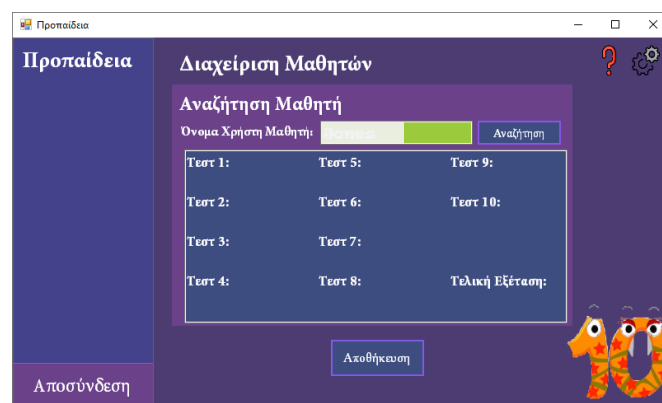 Προπαίδεια
Προπαίδεια
Διαχείριση Μαθητών
Αναζήτηση Μαθητή
Όνομα Χρήστη Μαθητή:
Αναζήτηση
Τεστ 1: Τεστ 5: Τεστ 9:
Τεστ 2: Τεστ 6: Τεστ 10:
Τεστ 3: Τεστ 7:
Τεστ 4: Τεστ 8: Τελική Εξέταση:
Αποθήκευση
Αποσύνδεση
10